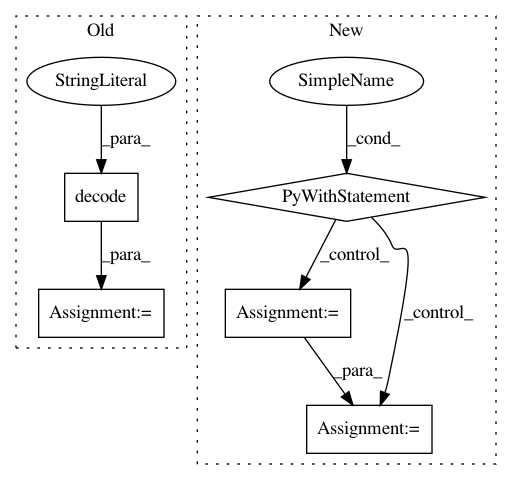 Old
New
StringLiteral
SimpleName
_para_
_cond_
decode
PyWithStatement
_para_
_control_
_control_
Assignment:=
Assignment:=
_para_
Assignment:=